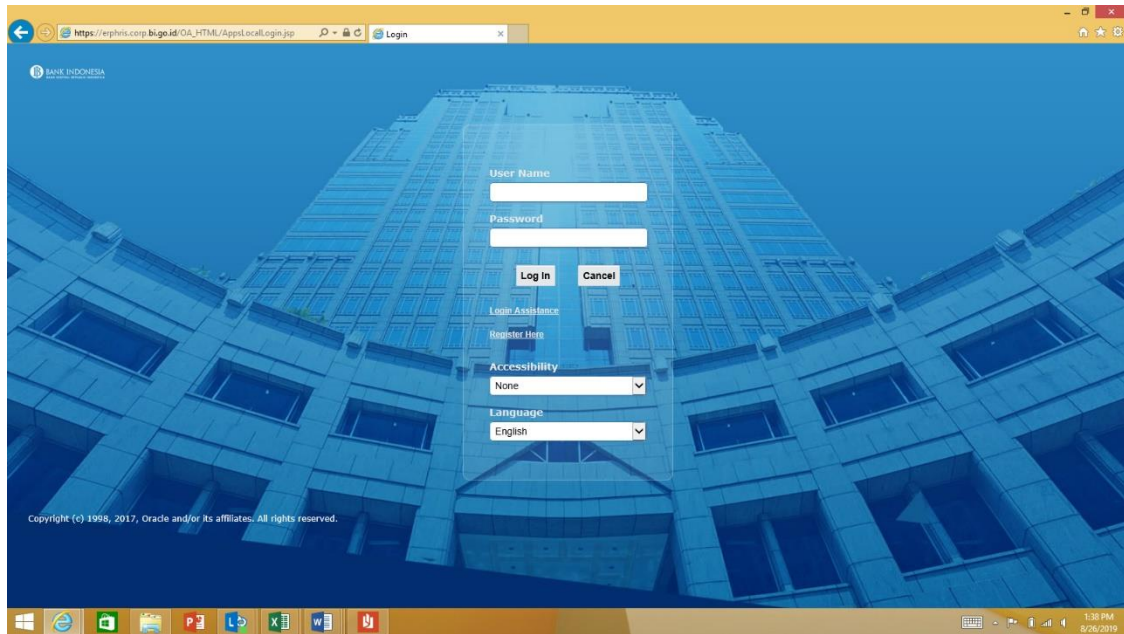 https://erphris.corp.bi.go.id/OA_HTML/AppsLocalLogin.jsp
Login
BANK INDONESIA
User Name
Password
Log In
Cancel
Login Assistance
Register Here
Accessibility
None
Language
English
Copyright (c) 1998, 2017, Oracle and/or its affiliates. All rights reserved.
1:38 PM
8/26/2019